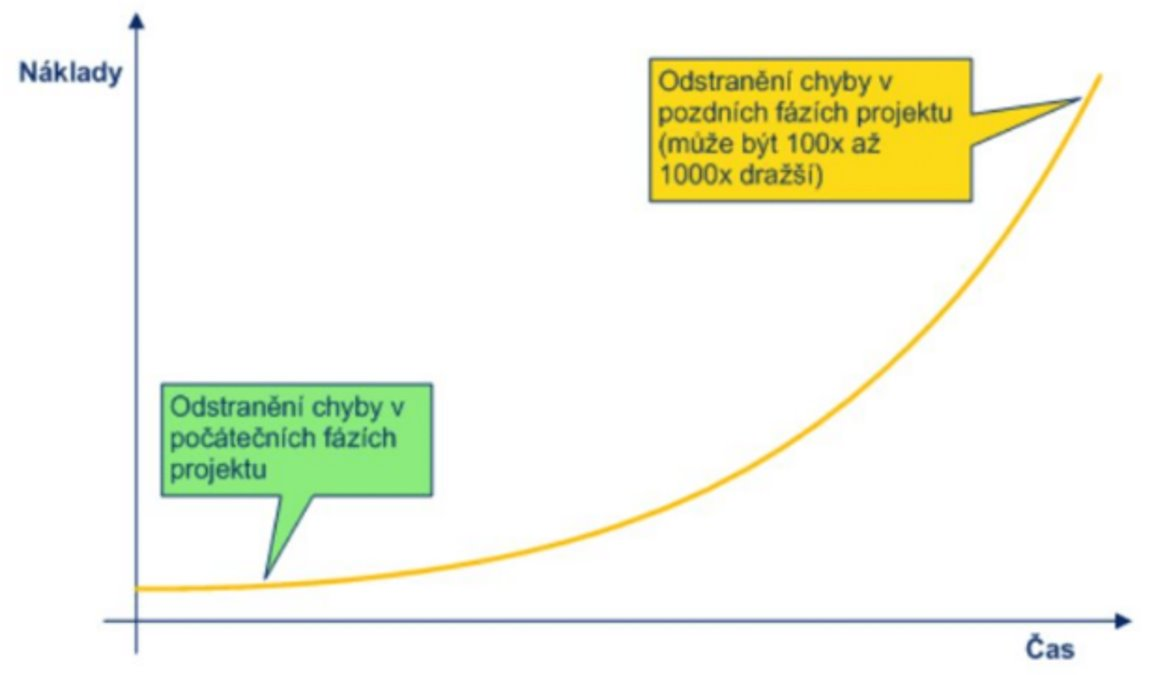 Náklady
Odstranění chyby v
pozdních fázích projektu
(může být 100x až
1000x dražší)
Odstranění chyby v
počátečních fázích
projektu
Čas